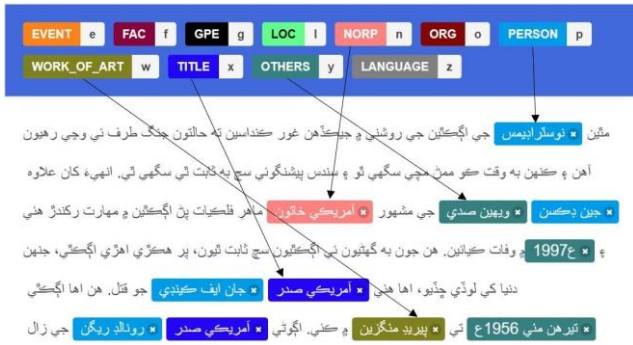 EVENT e FAC f GPE g LOC l NORP n ORG o PERSON p
WORK_OF_ART w TITLE x OTHERS y LANGUAGE z
مٿين نوسٽراڊيمس جي اڳڪٿين جي روشني ۾ جيڪڏهن غور ڪنداسين ته حالتون جنگ طرف ئي وڃي رهيون
آهن ۽ ڪنهن به وقت ڪو ممڻ مچي سگهي ٿو ۽ سندس پيشنگوئي سچ به ثابت ٿي سگهي ٿي. انهيءَ کان علاوه
جين ڊڪسن ويهين صدي جي مشهور آمريڪي خاتون ماهر فلڪيات پڻ اڳڪٿين ۾ مهارت رکندڙ هئي
۽ 1997ع ۾ وفات ڪيائين. هن جون به گهڻيون ئي اڳڪٿيون سچ ثابت ٿيون، پر هڪڙي اهڙي اڳڪٿي، جنهن
دنيا کي لوڏي ڇڏيو، اها هئي آمريڪي صدر جان ايف ڪينڊي جو قتل. هن اها اڳڪٿي
تيرهن مئي 1956ع تي پيريڊ منگزين ۾ ڪئي. اڳوڻي آمريڪي صدر رونالڊ ريگن جي زال